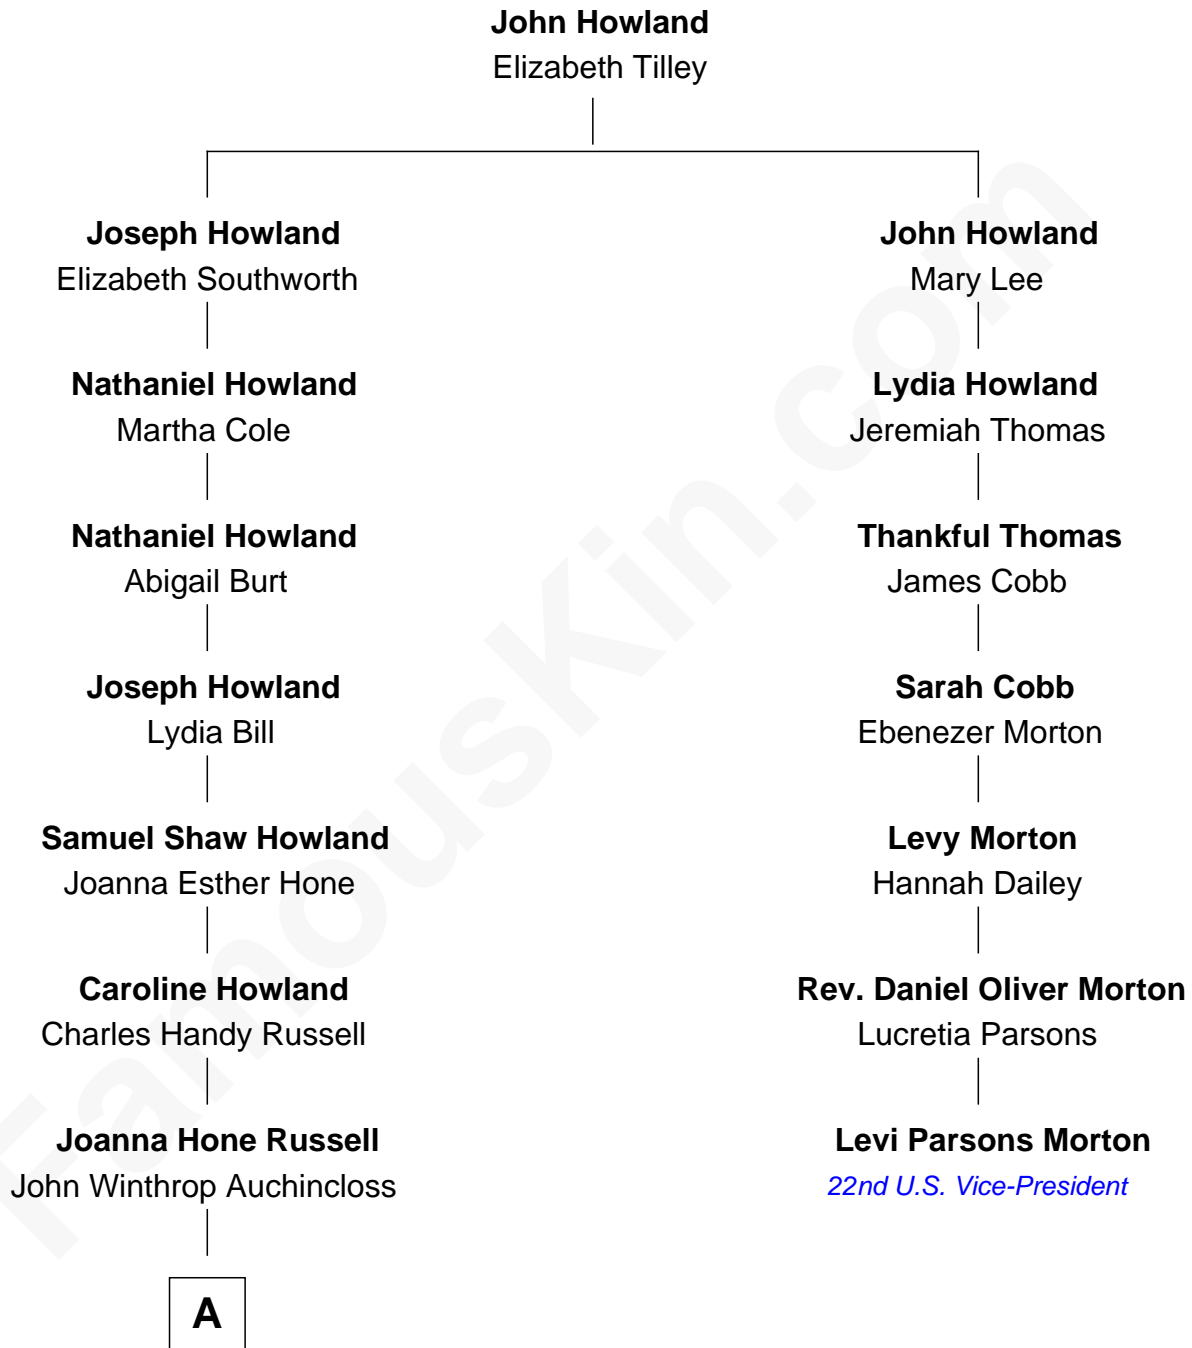 John Howland
Elizabeth Tilley
Joseph Howland
Elizabeth Southworth
John Howland
Mary Lee
Nathaniel Howland
Martha Cole
Lydia Howland
Jeremiah Thomas
Nathaniel Howland
Abigail Burt
Thankful Thomas
James Cobb
Joseph Howland
Lydia Bill
Sarah Cobb
Ebenezer Morton
Samuel Shaw Howland
Joanna Esther Hone
Levy Morton
Hannah Dailey
Caroline Howland
Charles Handy Russell
Rev. Daniel Oliver Morton
Lucretia Parsons
Joanna Hone Russell
John Winthrop Auchincloss
Levi Parsons Morton
22nd U.S. Vice-President
A
FamousKin.com